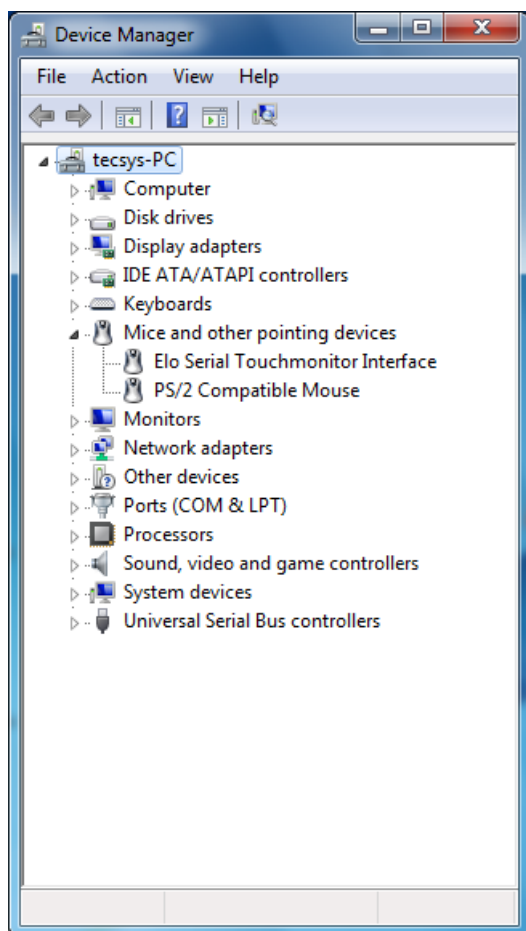 Device Manager
File Action View Help
tecsys-PC
Computer
Disk drives
Display adapters
IDE ATA/ATAPI controllers
Keyboards
Mice and other pointing devices
Elo Serial Touchmonitor Interface
PS/2 Compatible Mouse
Monitors
Network adapters
Other devices
Ports (COM & LPT)
Processors
Sound, video and game controllers
System devices
Universal Serial Bus controllers